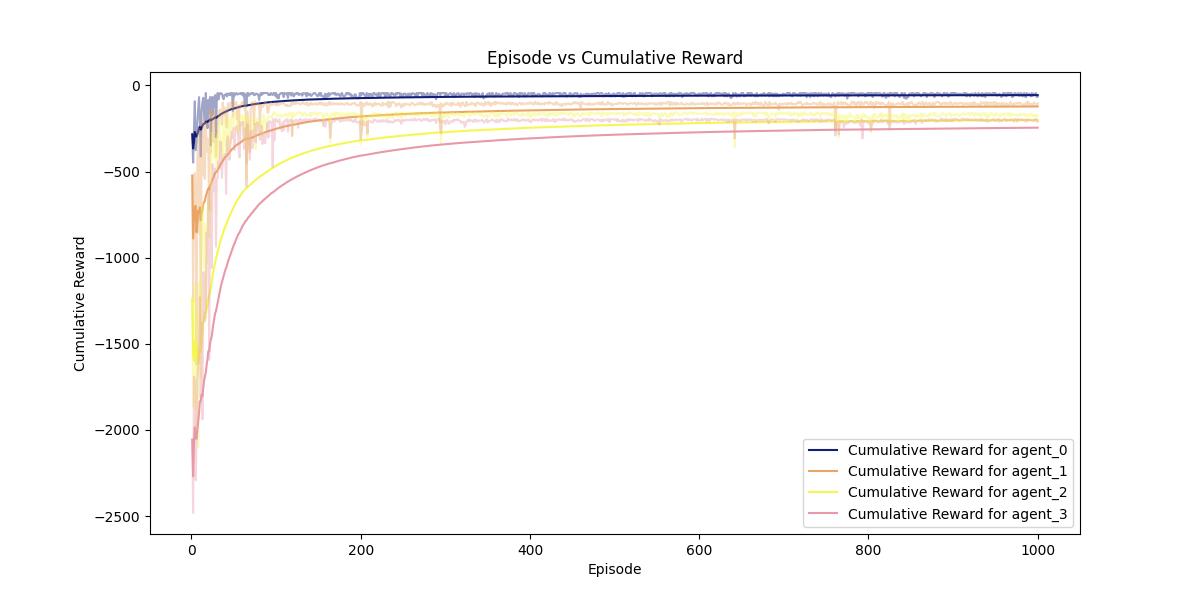 Episode vs Cumulative Reward
Cumulative Reward
0
−500
−1000
−1500
−2000
−2500
Cumulative Reward for agent_0
Cumulative Reward for agent_1
Cumulative Reward for agent_2
Cumulative Reward for agent_3
0 200 400 600 800 1000
Episode